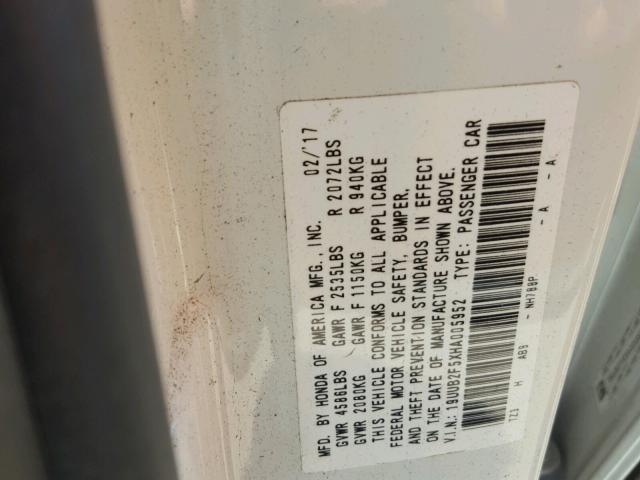 MFD. BY HONDA OF AMERICA MFG., INC. 02/'17
GVWR 4586LBS GAWR F 2535LBS R 2072LBS
GVWR 2080KG GAWR F 1150KG R 940KG
THIS VEHICLE CONFORMS TO ALL APPLICABLE
FEDERAL MOTOR VEHICLE SAFETY, BUMPER,
AND THEFT PREVENTION STANDARDS IN EFFECT
ON THE DATE OF MANUFACTURE SHOWN ABOVE.
V.I.N.: 19UUB2F5XHA005952 TYPE: PASSENGER CAR
TZ3 H AB9 - NH788P - A - A.